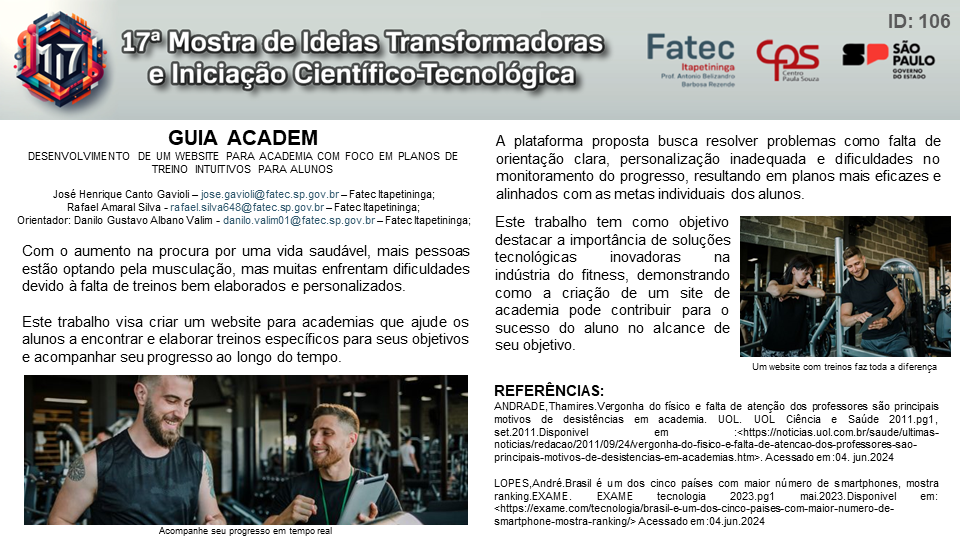 ID: 106
M17
17ª Mostra de Ideias Transformadoras
e Iniciação Científico-Tecnológica
Fatec
Itapetininga
Prof. Antonio Belizandro
Barbosa Rezende
CPS
Centro
Paula Souza
SP
SÃO
PAULO
GOVERNO
DO ESTADO
GUIA ACADEM
DESENVOLVIMENTO DE UM WEBSITE PARA ACADEMIA COM FOCO EM PLANOS DE
TREINO INTUITIVOS PARA ALUNOS
José Henrique Canto Gavioli – jose.gavioli@fatec.sp.gov.br – Fatec Itapetininga;
Rafael Amaral Silva - rafael.silva648@fatec.sp.gov.br – Fatec Itapetininga;
Orientador: Danilo Gustavo Albano Valim - danilo.valim01@fatec.sp.gov.br – Fatec Itapetininga;
Com o aumento na procura por uma vida saudável, mais pessoas
estão optando pela musculação, mas muitas enfrentam dificuldades
devido à falta de treinos bem elaborados e personalizados.
Este trabalho visa criar um website para academias que ajude os
alunos a encontrar e elaborar treinos específicos para seus objetivos
e acompanhar seu progresso ao longo do tempo.
Acompanhe seu progresso em tempo real
A plataforma proposta busca resolver problemas como falta de
orientação clara, personalização inadequada e dificuldades no
monitoramento do progresso, resultando em planos mais eficazes e
alinhados com as metas individuais dos alunos.
Este trabalho tem como objetivo
destacar a importância de soluções
tecnológicas inovadoras na
indústria do fitness, demonstrando
como a criação de um site de
academia pode contribuir para o
sucesso do aluno no alcance de
seu objetivo.
Um website com treinos faz toda a diferença
REFERÊNCIAS:
ANDRADE,Thamires.Vergonha do físico e falta de atenção dos professores são principais
motivos de desistências em academia. UOL. UOL Ciência e Saúde 2011.pg1,
set.2011.Disponivel em :<https://noticias.uol.com.br/saude/ultimas-
noticias/redacao/2011/09/24/vergonha-do-fisico-e-falta-de-atencao-dos-professores-sao-
principais-motivos-de-desistencias-em-academias.htm>. Acessado em :04. jun.2024
LOPES,André.Brasil é um dos cinco países com maior número de smartphones, mostra
ranking.EXAME. EXAME tecnologia 2023.pg1 mai.2023.Disponivel em:
<https://exame.com/tecnologia/brasil-e-um-dos-cinco-paises-com-maior-numero-de-
smartphone-mostra-ranking/> Acessado em :04.jun.2024